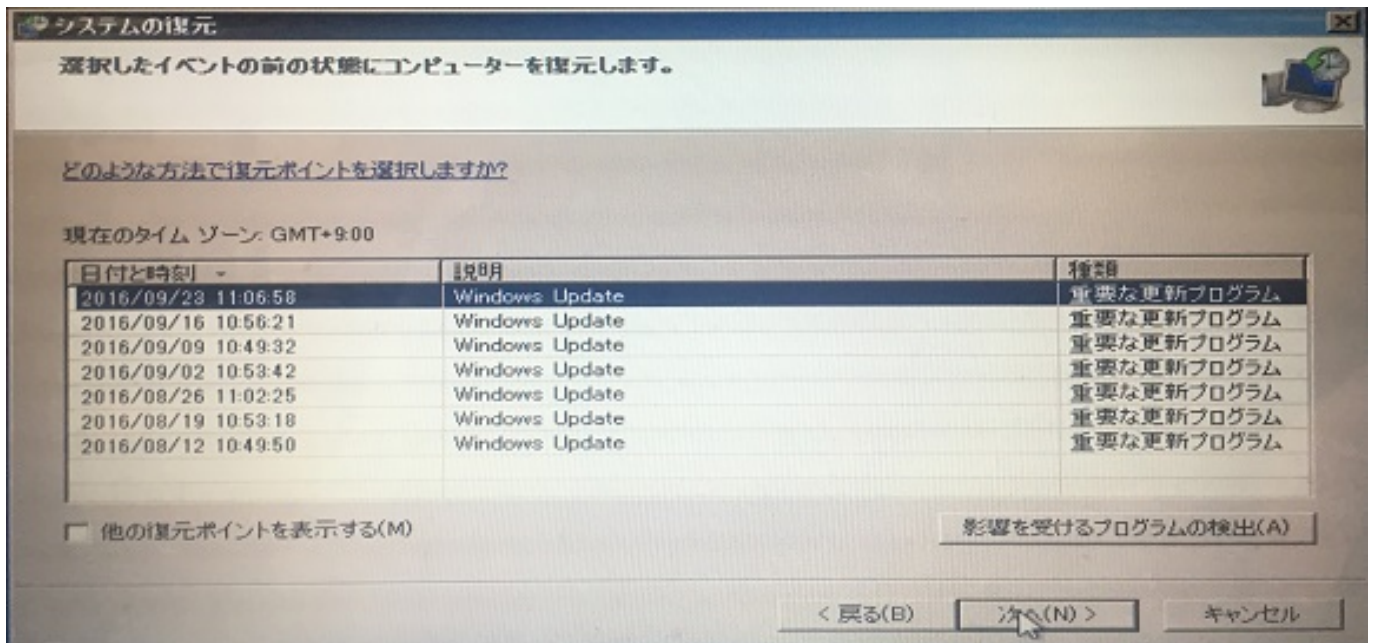 システムの復元
選択したイベントの前の状態にコンピューターを復元します。
どのような方法で復元ポイントを選択しますか?
現在のタイム ゾーン: GMT+9:00
日付と時刻 説明 種類
2016/09/23 11:06:58 Windows Update 重要な更新プログラム
2016/09/16 10:56:21 Windows Update 重要な更新プログラム
2016/09/09 10:49:32 Windows Update 重要な更新プログラム
2016/09/02 10:53:42 Windows Update 重要な更新プログラム
2016/08/26 11:02:25 Windows Update 重要な更新プログラム
2016/08/19 10:53:18 Windows Update 重要な更新プログラム
2016/08/12 10:49:50 Windows Update 重要な更新プログラム
他の復元ポイントを表示する(M) 影響を受けるプログラムの検出(A)
< 戻る(B) 次へ(N) > キャンセル